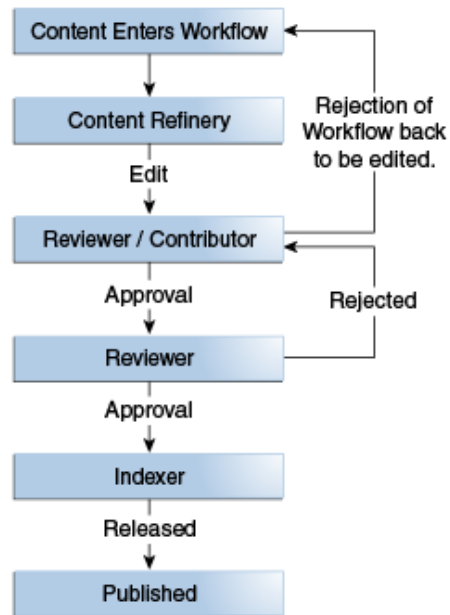 Content Enters Workflow
Content Refinery
Rejection of
Workflow back
to be edited.
Edit
Reviewer / Contributor
Approval
Rejected
Reviewer
Approval
Indexer
Released
Published